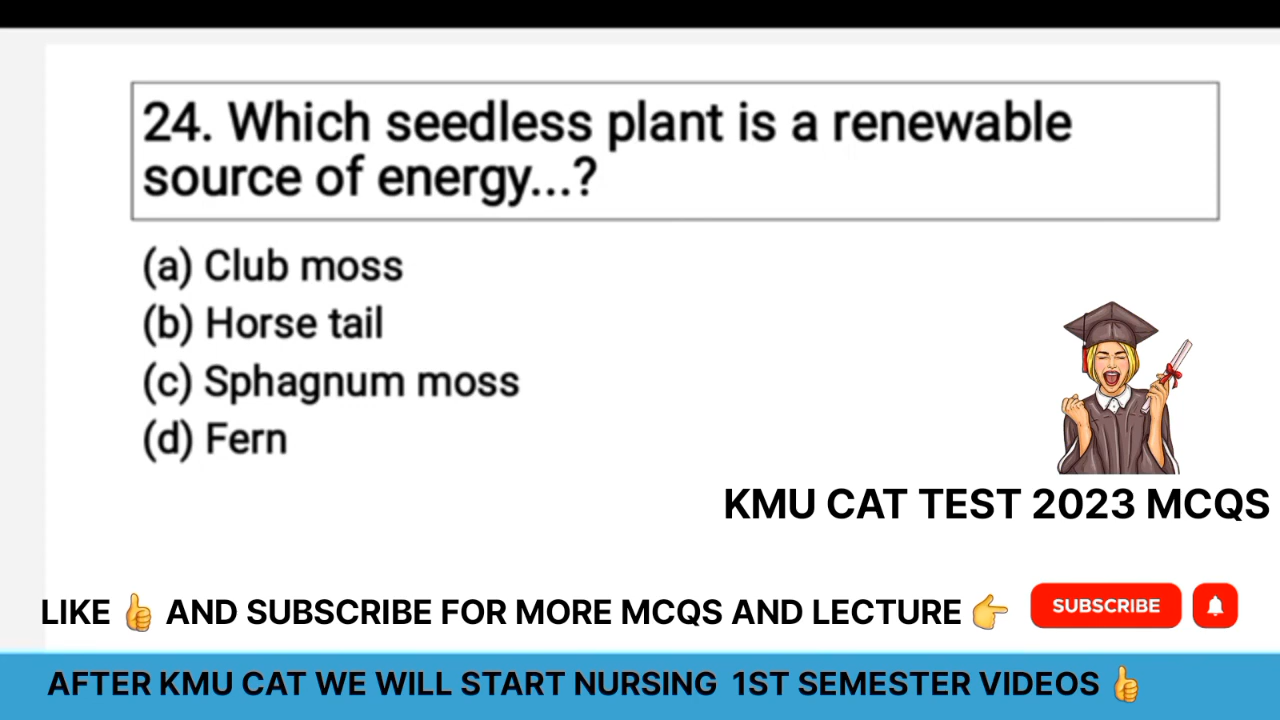 24. Which seedless plant is a renewable
source of energy...?
(a) Club moss
(b) Horse tail
(c) Sphagnum moss
(d) Fern
KMU CAT TEST 2023 MCQS
LIKE 👍 AND SUBSCRIBE FOR MORE MCQS AND LECTURE 👉 SUBSCRIBE
AFTER KMU CAT WE WILL START NURSING 1ST SEMESTER VIDEOS 👍